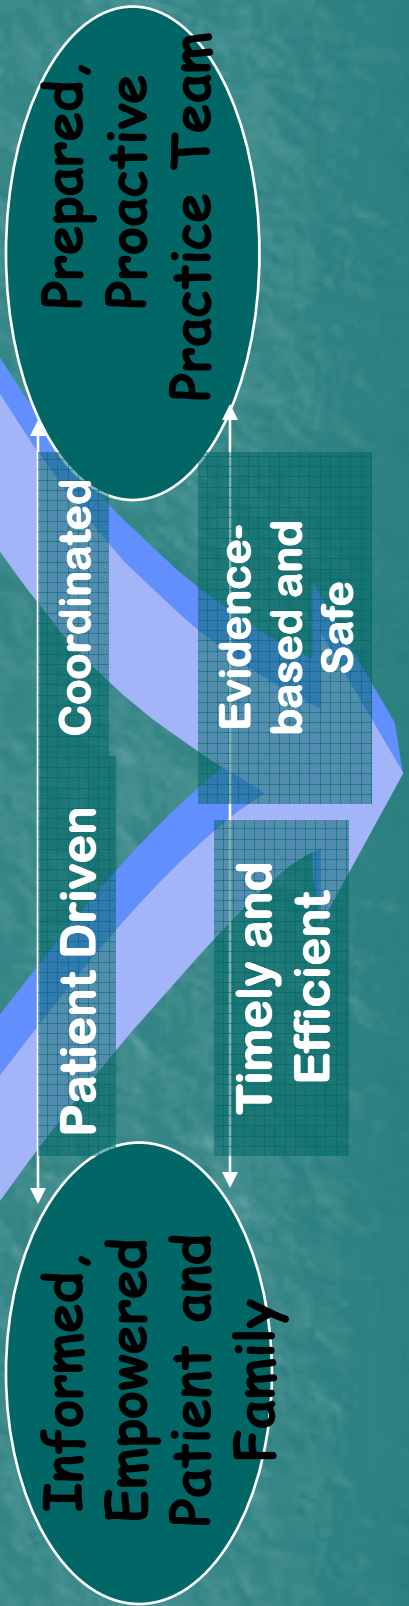 Informed,
Empowered
Patient and
Family
Patient Driven
Coordinated
Timely and
Efficient
Evidence-
based and
Safe
Prepared,
Proactive
Practice Team